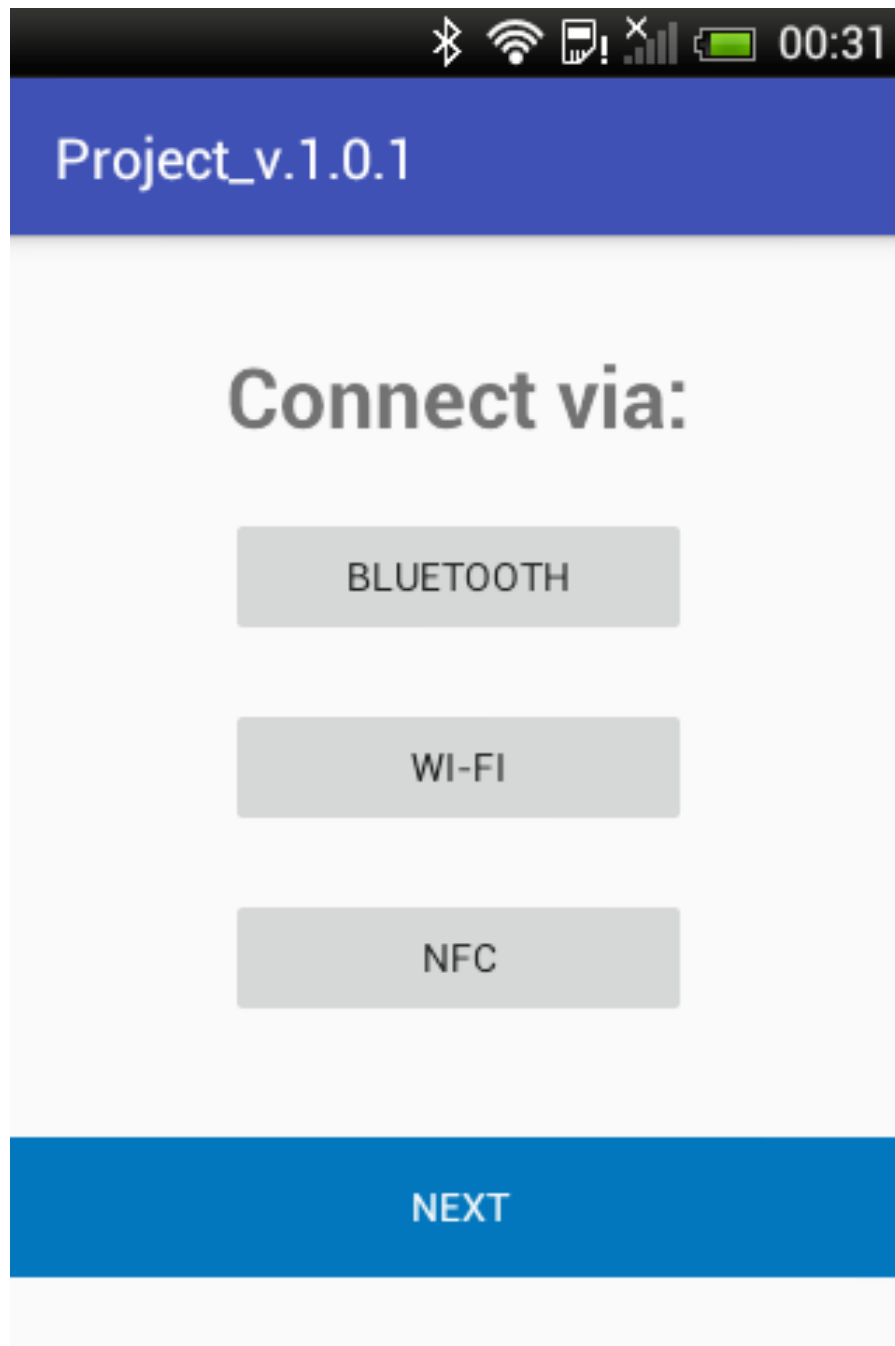 00:31
Project_v.1.0.1
Connect via:
BLUETOOTH
WI-FI
NFC
NEXT